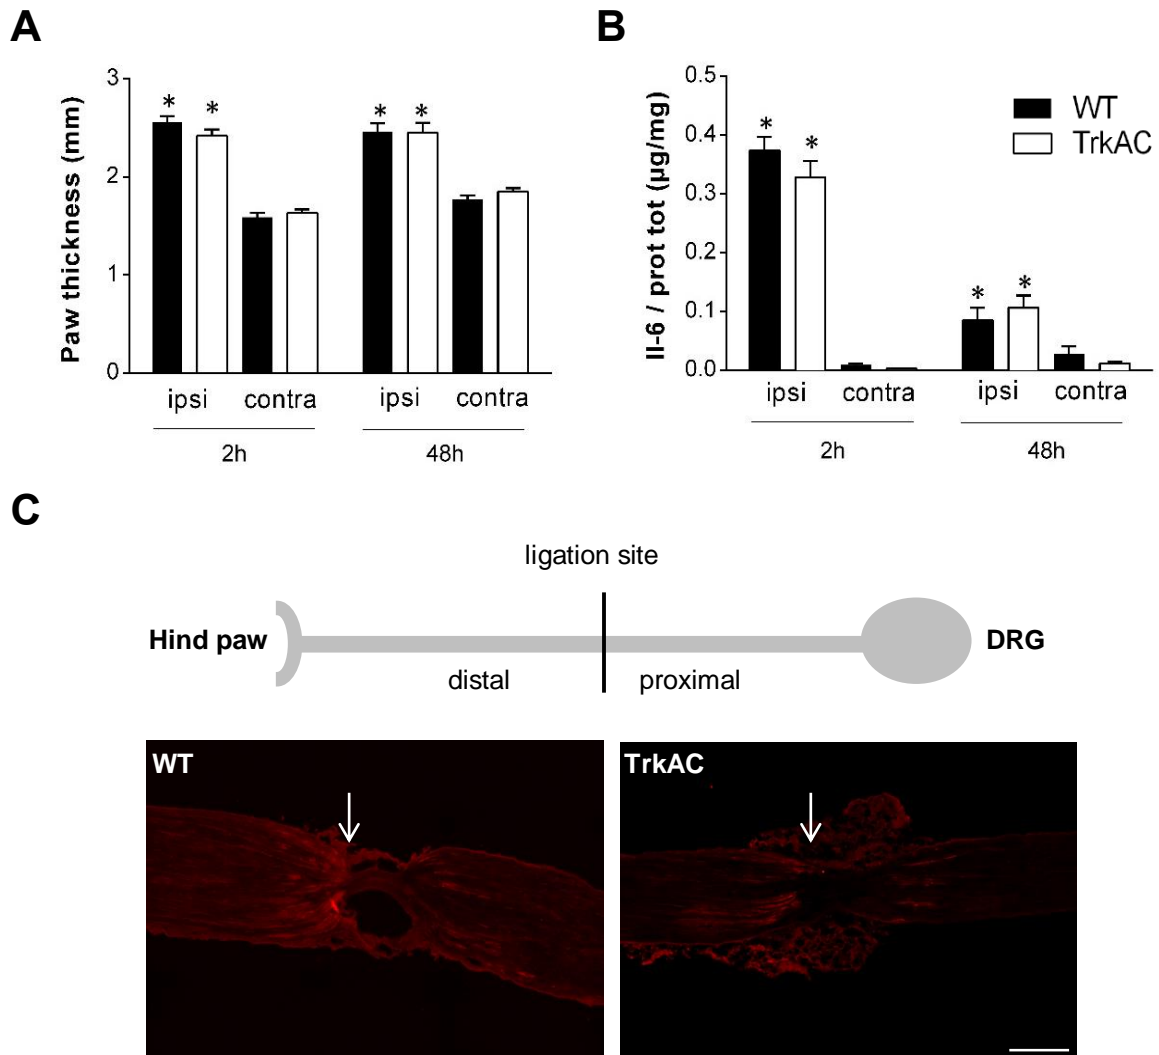 A
Paw thickness (mm)
3
2
1
0
* * * *
ipsi contra ipsi contra
2h 48h
B
Il-6 / prot tot (µg/mg)
0.5
0.4
0.3
0.2
0.1
0.0
* * * *
WT
TrkAC
ipsi contra ipsi contra
2h 48h
C
ligation site
Hind paw DRG
distal proximal
WT TrkAC